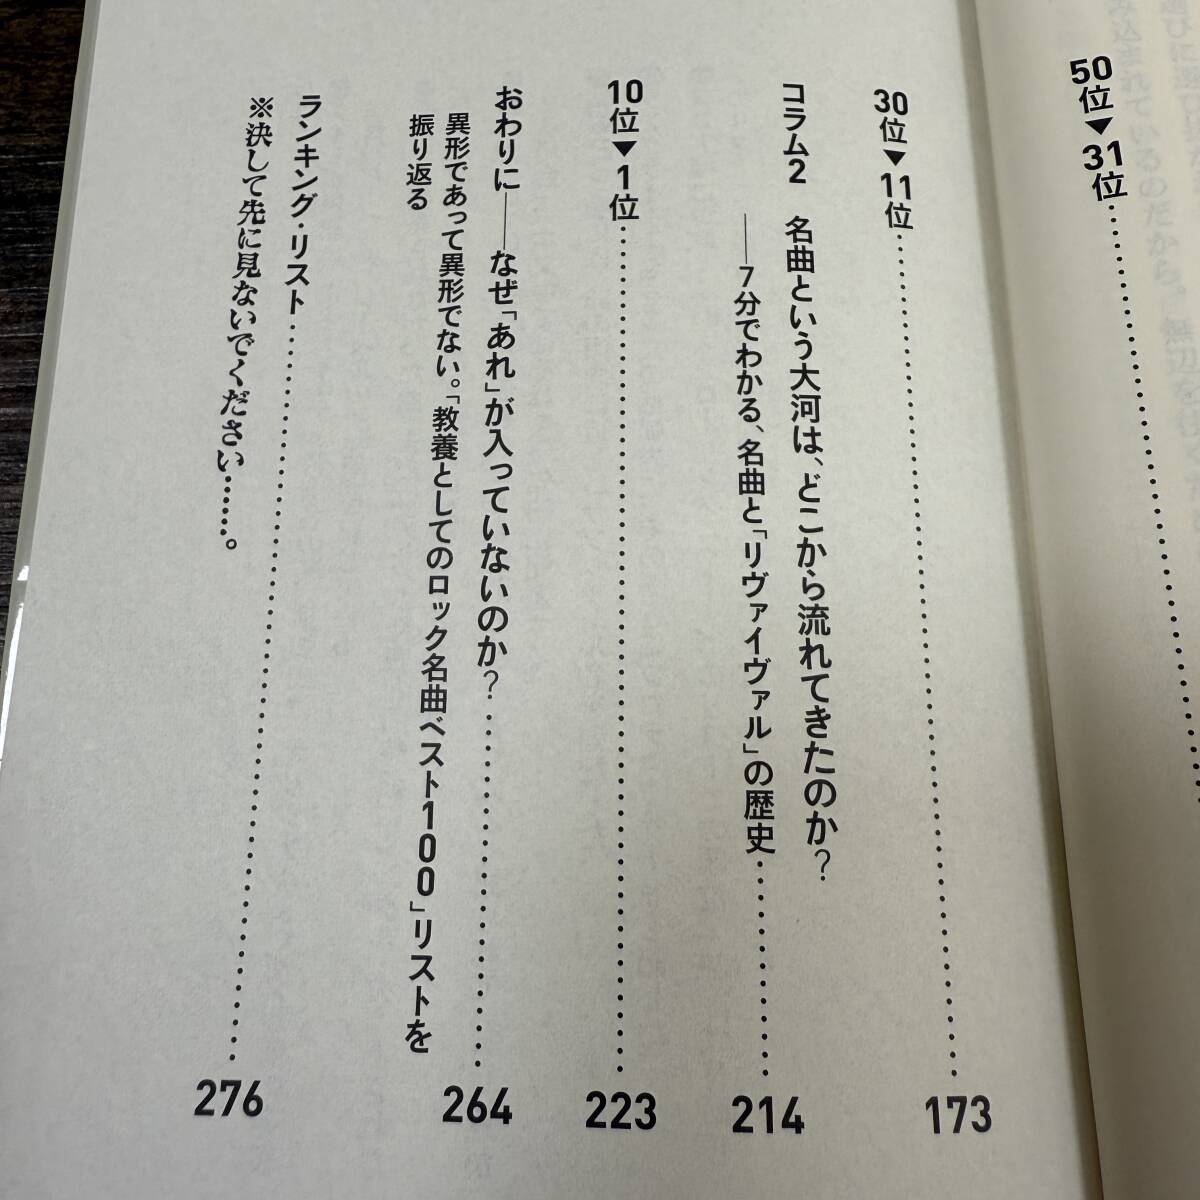 50位▼31位
30位▼11位……173
コラム2 名曲という大河は、どこから流れてきたのか？
――7分でわかる、名曲と「リヴァイヴァル」の歴史……214
10位▼1位……223
おわりに――なぜ「あれ」が入っていないのか？……264
異形であって異形でない。「教養としてのロック名曲ベスト100」リストを
振り返る
ランキング・リスト……276
※決して先に見ないでください……。